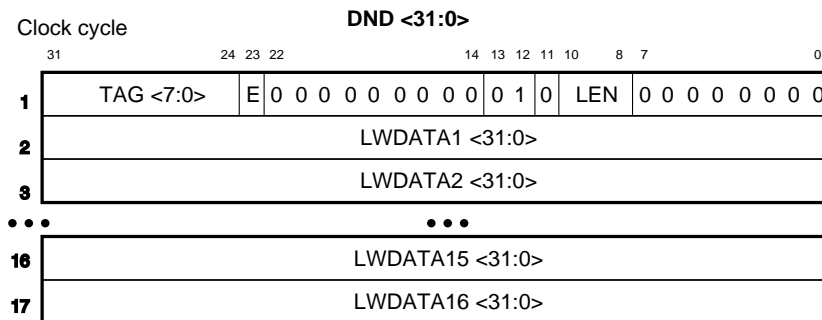 DND <31:0>
Clock cycle
31 24 23 22 14 13 12 11 10 8 7 0
1 TAG <7:0> E 0 0 0 0 0 0 0 0 0 0 1 0 LEN 0 0 0 0 0 0 0 0
2 LWDATA1 <31:0>
3 LWDATA2 <31:0>
••• •••
16 LWDATA15 <31:0>
17 LWDATA16 <31:0>